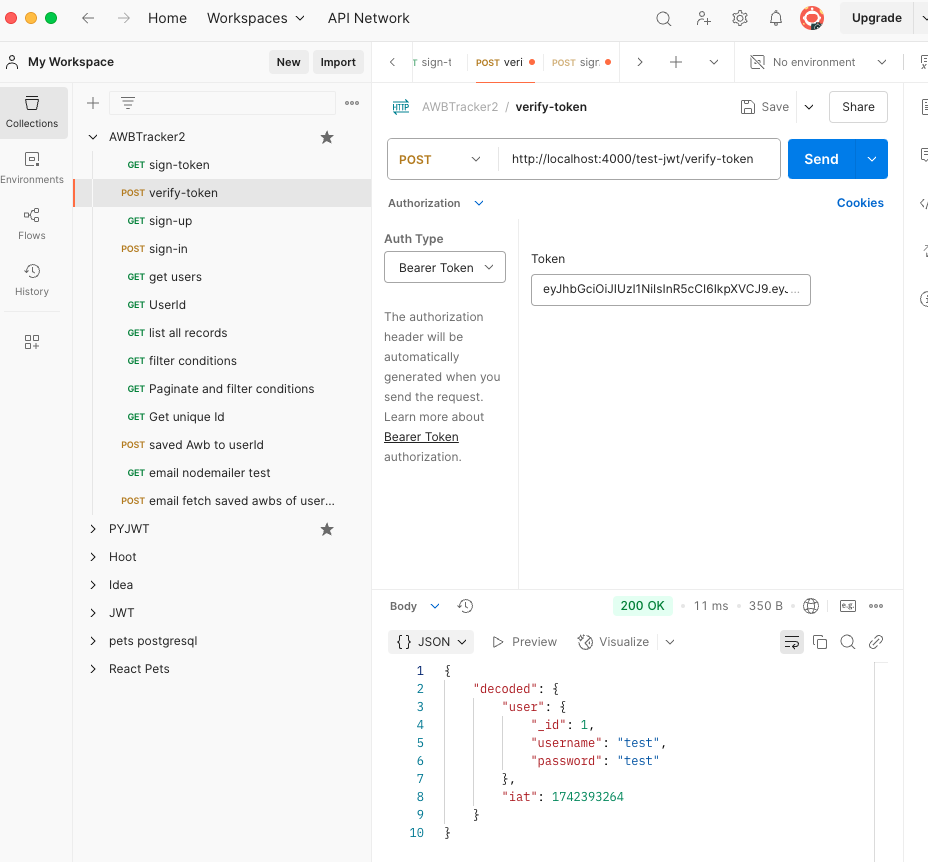 Home Workspaces API Network Upgrade
My Workspace New Import
sign-t POST veri POST sign No environment
Collections
Environments
Flows
History
AWBTracker2
GET sign-token
POST verify-token
GET sign-up
POST sign-in
GET get users
GET UserId
GET list all records
GET filter conditions
GET Paginate and filter conditions
GET Get unique Id
POST saved Awb to userId
GET email nodemailer test
POST email fetch saved awbs of user...
PYJWT
Hoot
Idea
JWT
pets postgresql
React Pets
HTTP AWBTracker2 / verify-token Save Share
POST http://localhost:4000/test-jwt/verify-token Send
Authorization Cookies
Auth Type
Bearer Token
The authorization
header will be
automatically
generated when you
send the request.
Learn more about
Bearer Token
authorization.
Token
eyJhbGciOiJIUzI1NiIsInR5cCI6IkpXVCJ9.ey...
Body 200 OK 11 ms 350 B e.g.
{} JSON Preview Visualize
1 {
2 "decoded": {
3 "user": {
4 "_id": 1,
5 "username": "test",
6 "password": "test"
7 },
8 "iat": 1742393264
9 }
10 }